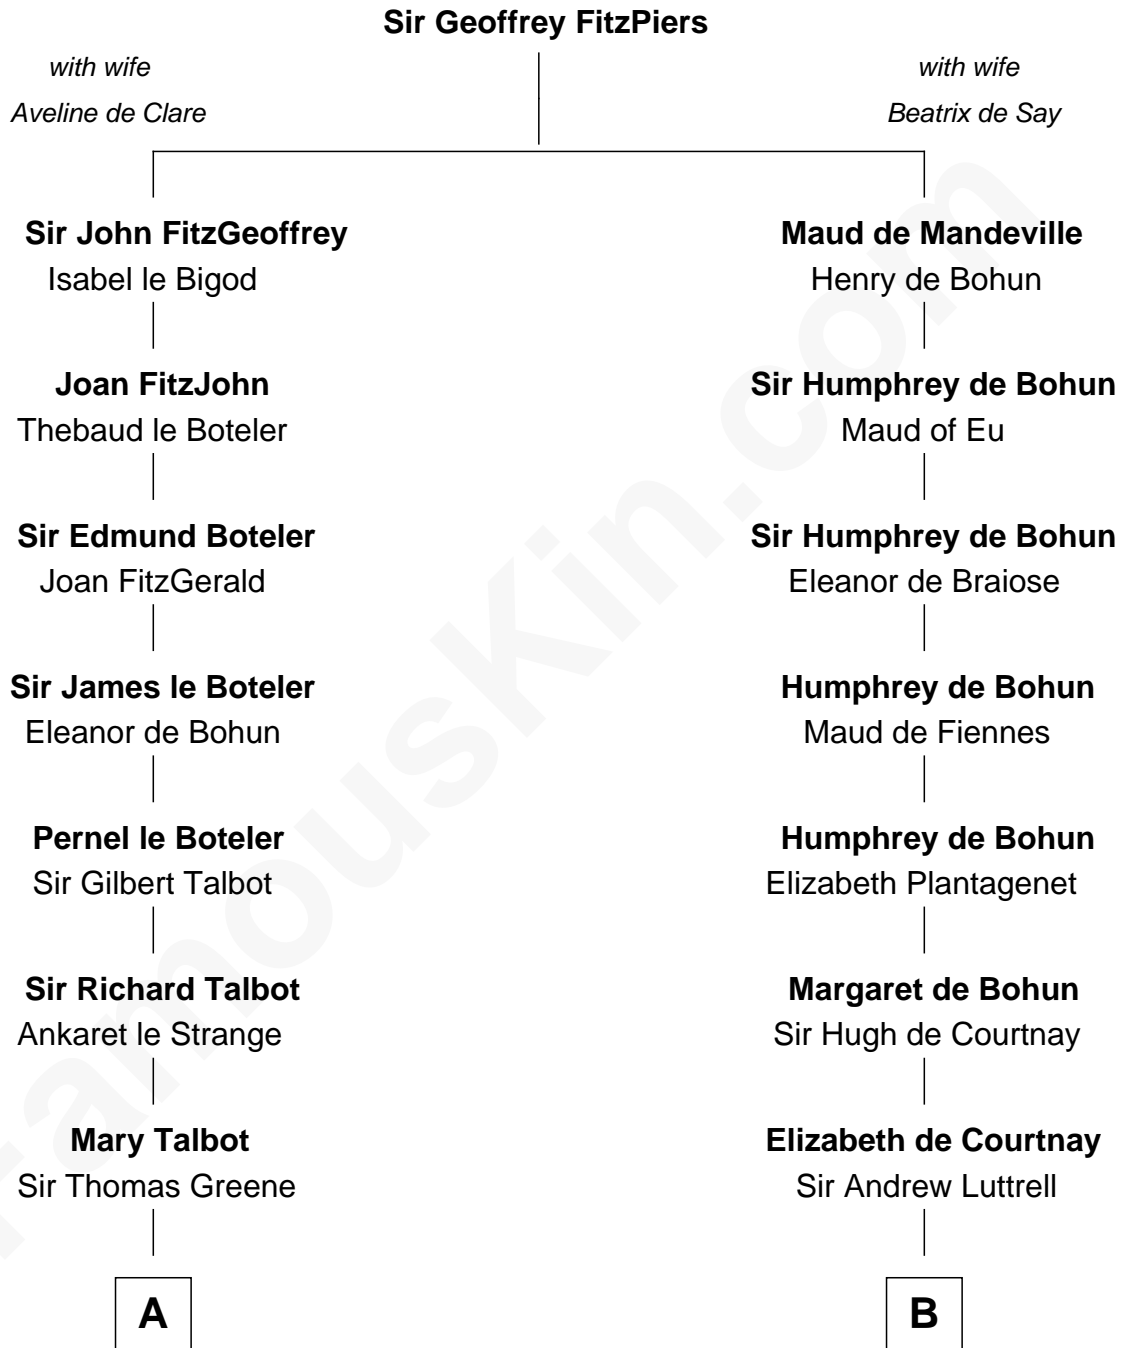 Sir Geoffrey FitzPiers
with wife
Aveline de Clare
with wife
Beatrix de Say
Sir John FitzGeoffrey
Isabel le Bigod
Joan FitzJohn
Thebaud le Boteler
Sir Edmund Boteler
Joan FitzGerald
Sir James le Boteler
Eleanor de Bohun
Pernel le Boteler
Sir Gilbert Talbot
Sir Richard Talbot
Ankaret le Strange
Mary Talbot
Sir Thomas Greene
A
Maud de Mandeville
Henry de Bohun
Sir Humphrey de Bohun
Maud of Eu
Sir Humphrey de Bohun
Eleanor de Braiose
Humphrey de Bohun
Maud de Fiennes
Humphrey de Bohun
Elizabeth Plantagenet
Margaret de Bohun
Sir Hugh de Courtnay
Elizabeth de Courtnay
Sir Andrew Luttrell
B
FamousKin.com